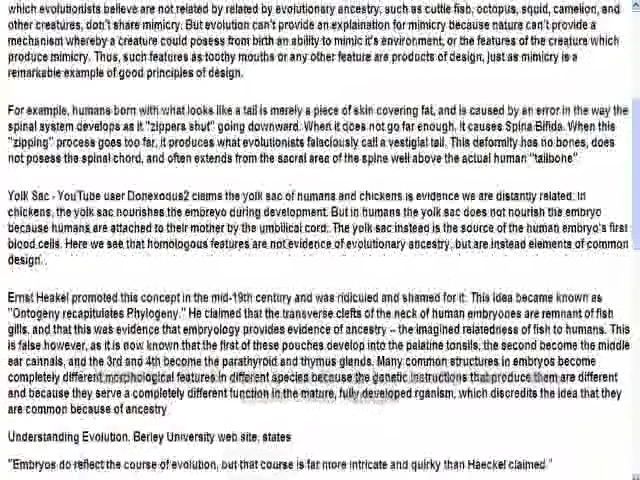 which evolutionists believe are not related by related by evolutionary ancestry, such as cuttle fish, octopus, squid, camelion, and
other creatures, don't share mimicry. But evolution can't provide an explaination for mimicry because nature can't provide a
mechanism whereby a creature could posess from birth an ability to mimic it's environment, or the features of the creature which
produce mimicry. Thus, such features as toothy mouths or any other feature are products of design, just as mimicry is a
remarkable example of good principles of design.
For example, humans born with what looks like a tail is merely a piece of skin covering fat, and is caused by an error in the way the
spinal system develops as it "zippers shut" going downward. When it does not go far enough, it causes Spina Bifida. When this
"zipping" process goes too far, it produces what evolutionists falaciously call a vestigial tail. This deformity has no bones, does
not posess the spinal chord, and often extends from the sacral area of the spine well above the actual human "tailbone"
Yolk Sac - YouTube user Donexodus2 claims the yolk sac of humans and chickens is evidence we are distantly related. In
chickens, the yolk sac nourishes the embreyo during development. But in humans the yolk sac does not nourish the embryo
because humans are attached to their mother by the umbilical cord. The yolk sac instead is the source of the human embryo's first
blood cells. Here we see that homologous features are not evidence of evolutionary ancestry, but are instead elements of common
design.
Ernst Heakel promoted this concept in the mid-19th century and was ridiculed and shamed for it. This idea became known as
"Ontogeny recapitulates Phylogeny." He claimed that the transverse clefts of the neck of human embryones are remnant of fish
gills, and that this was evidence that embryology provides evidence of ancestry – the imagined relatedness of fish to humans. This
is false however, as it is now known that the first of these pouches develop into the palatine tonsils, the second become the middle
ear cannals, and the 3rd and 4th become the parathyroid and thymus glands. Many common structures in embryos become
completely different morphological features in different species because the genetic instructions that produce them are different
and because they serve a completely different function in the mature, fully developed rganism, which discredits the idea that they
are common because of ancestry
Understanding Evolution, Berley University web site, states
"Embryos do reflect the course of evolution, but that course is far more intricate and quirky than Haeckel claimed."